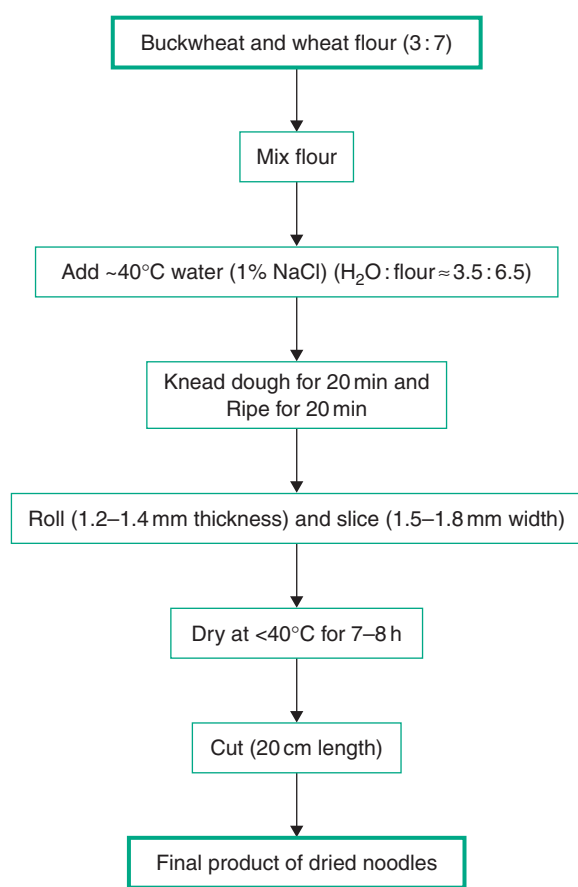 Buckwheat and wheat flour (3:7)
Mix flour
Add ~40°C water (1% NaCl) (H₂O:flour≈3.5:6.5)
Knead dough for 20 min and
Ripe for 20 min
Roll (1.2–1.4 mm thickness) and slice (1.5–1.8 mm width)
Dry at <40°C for 7–8 h
Cut (20 cm length)
Final product of dried noodles